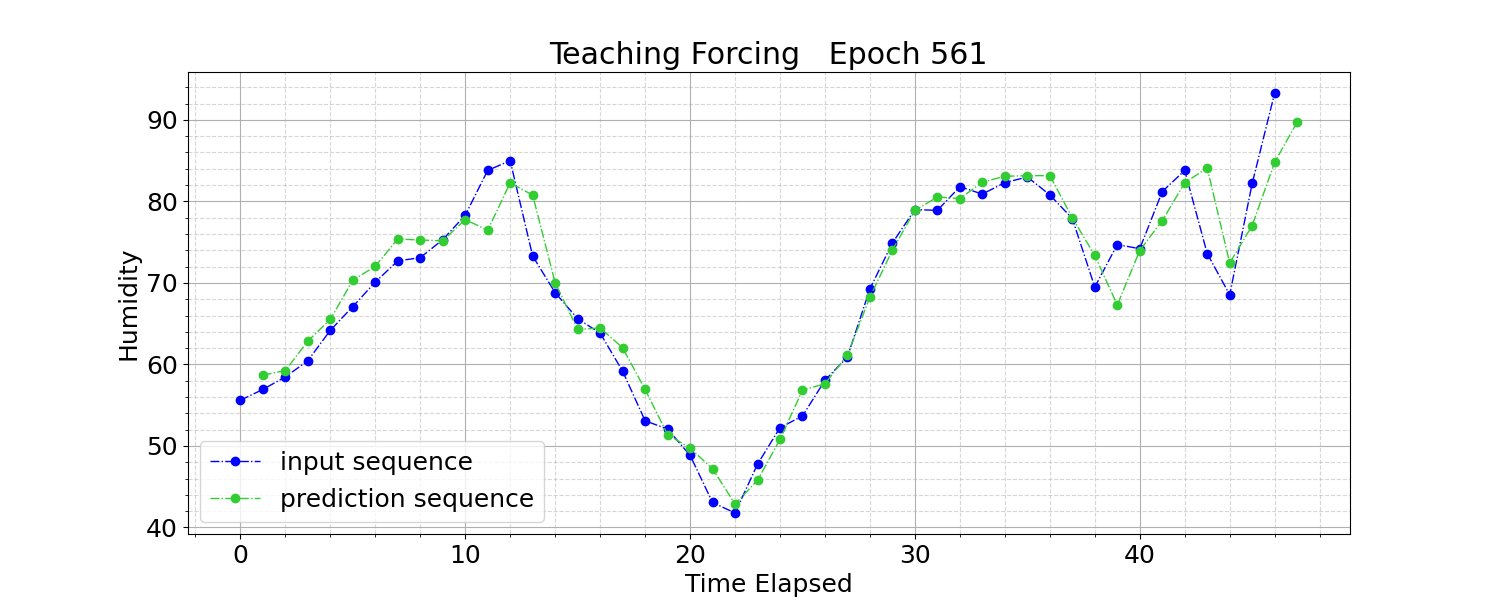 Teaching Forcing   Epoch 561
Humidity
90
80
70
60
50
40
input sequence
prediction sequence
0 10 20 30 40
Time Elapsed